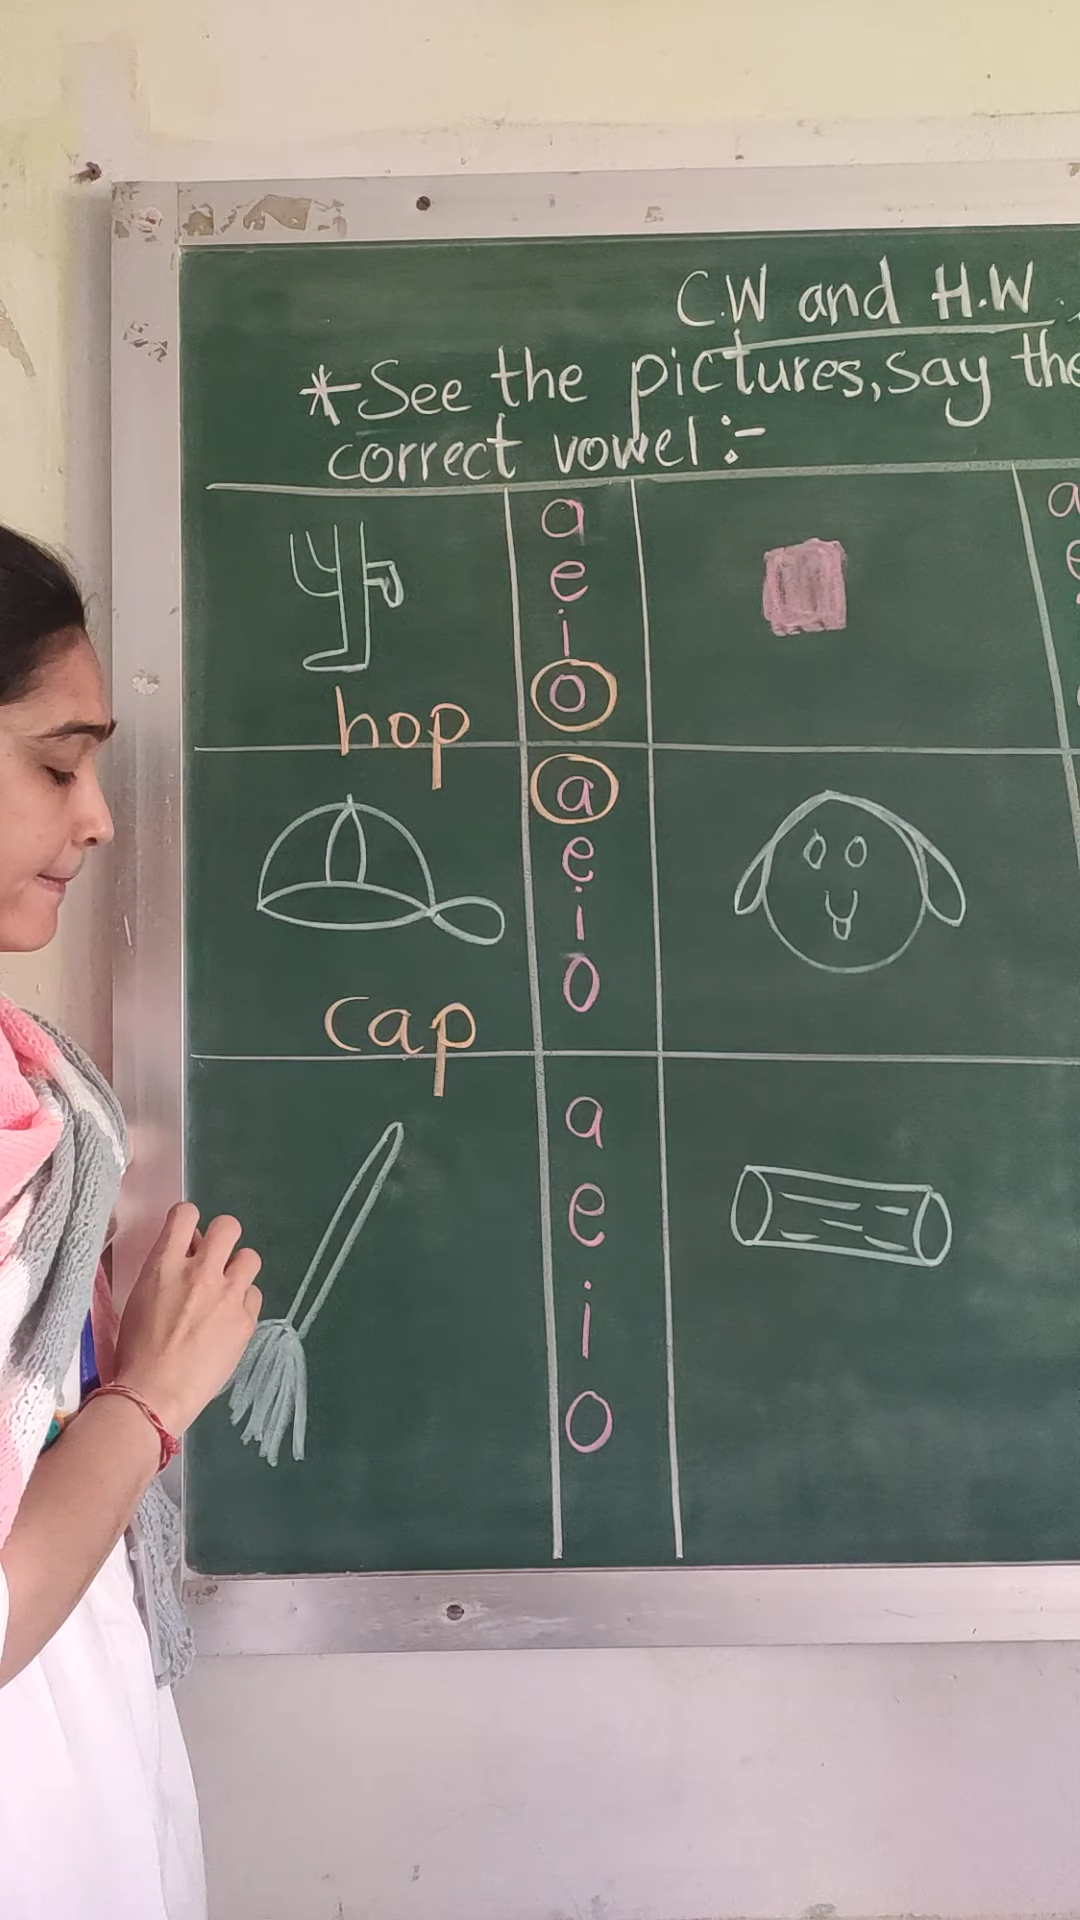 C.W and H.W
*See the pictures, say the
correct vowel :-
a
e
i
o
hop
a
e
i
o
cap
a
e
i
o
a
e